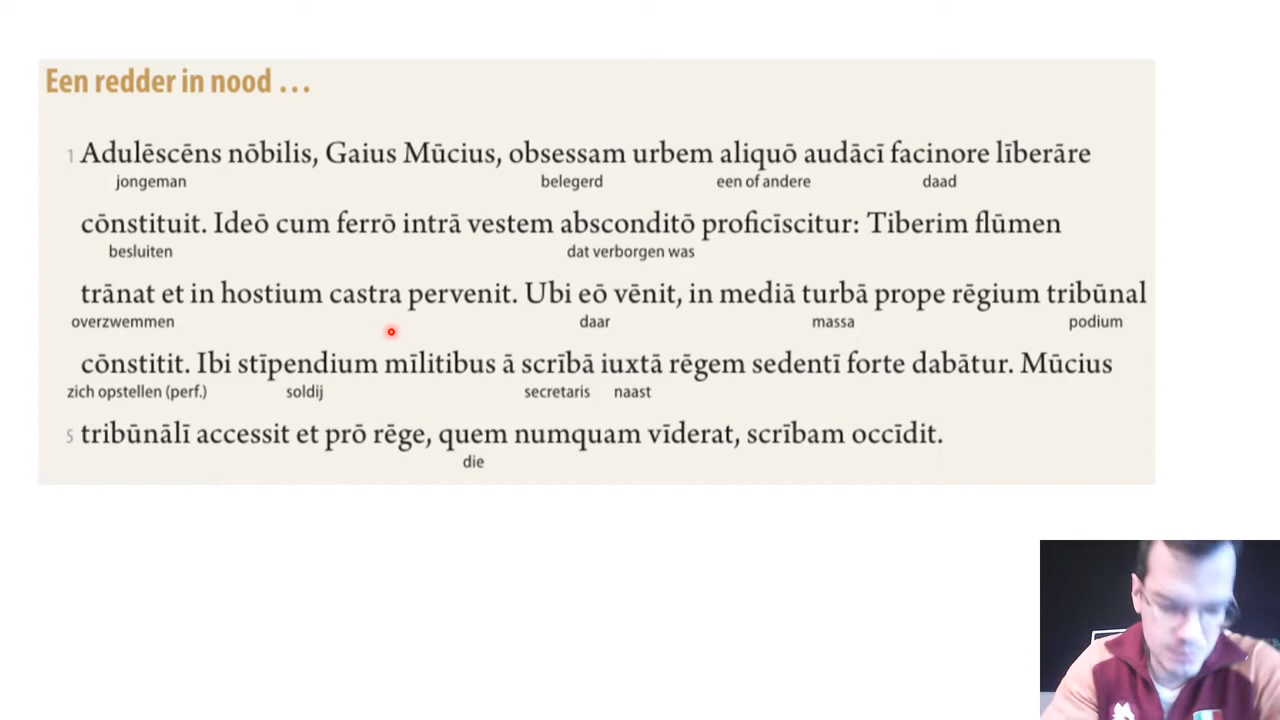 Een redder in nood …
1 Adulēscēns nōbilis, Gaius Mūcius, obsessam urbem aliquō audācī facinore līberāre
jongeman belegerd een of andere daad
cōnstituit. Ideō cum ferrō intrā vestem absconditō proficīscitur: Tiberim flūmen
besluiten dat verborgen was
trānat et in hostium castra pervenit. Ubi eō vēnit, in mediā turbā prope rēgium tribūnal
overzwemmen daar massa podium
cōnstitit. Ibi stīpendium mīlitibus ā scrībā iuxtā rēgem sedentī forte dabātur. Mūcius
zich opstellen (perf.) soldij secretaris naast
5 tribūnālī accessit et prō rēge, quem numquam vīderat, scrībam occīdit.
die